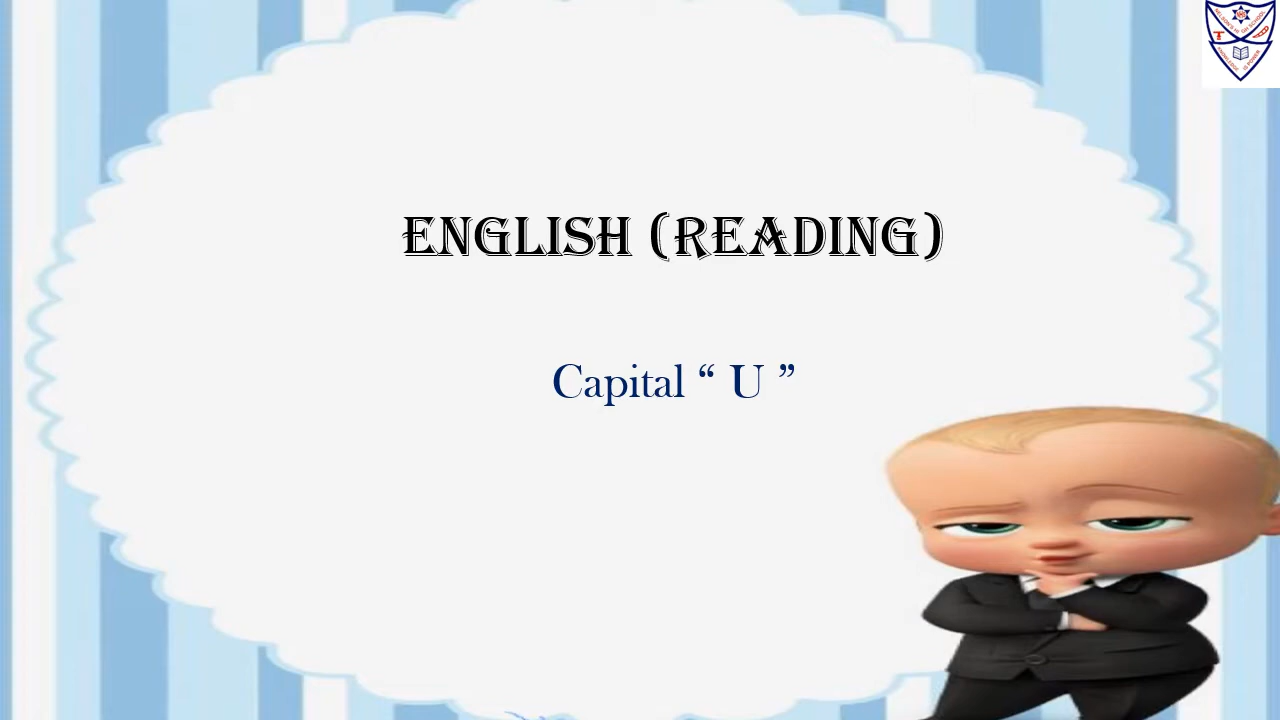 ENGLISH (READING)
Capital “ U ”